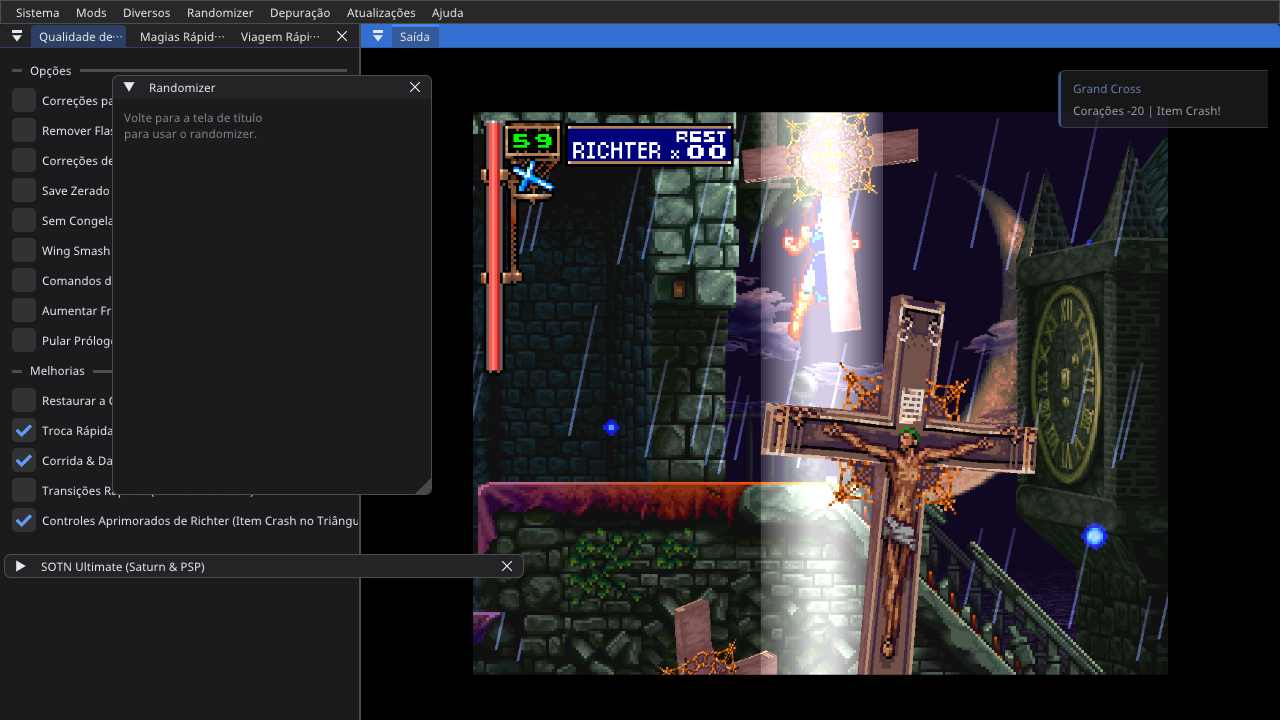 Sistema Mods Diversos Randomizer Depuração Atualizações Ajuda
Qualidade de··· Magias Rápid··· Viagem Rápi···
Saída
Opções
Randomizer
Volte para a tela de título
para usar o randomizer.
Correções pa
Remover Flas
Correções de
Save Zerado
Sem Congela
Wing Smash
Comandos d
Aumentar Fr
Pular Prólogo
Melhorias
Restaurar a
Troca Rápida
Corrida & Da
Transições
Controles Aprimorados de Richter (Item Crash no Triângu
SOTN Ultimate (Saturn & PSP)
59
REST
RICHTER x 00
Grand Cross
Corações -20 | Item Crash!